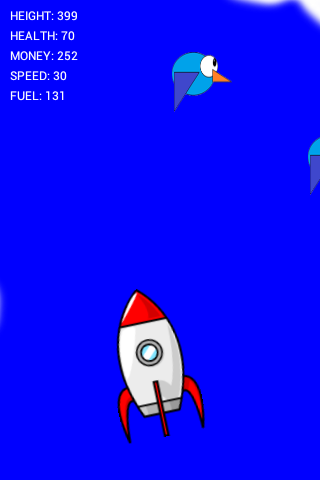 HEIGHT: 399
HEALTH: 70
MONEY: 252
SPEED: 30
FUEL: 131